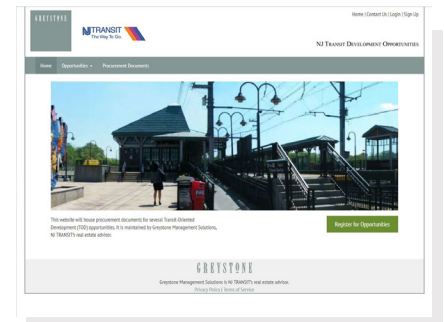 GREYSTONE
Home | Contact Us | Login | Sign Up
NJTRANSIT
The Way To Go.
NJ TRANSIT DEVELOPMENT OPPORTUNITIES
Home Opportunities Procurement Documents
This website will house procurement documents for several Transit-Oriented
Development (TOD) opportunities. It is maintained by Greystone Management Solutions,
NJ TRANSIT's real estate advisor.
Register for Opportunities
GREYSTONE
Greystone Management Solutions is NJ TRANSIT's real estate advisor.
Privacy Policy | Terms of Service